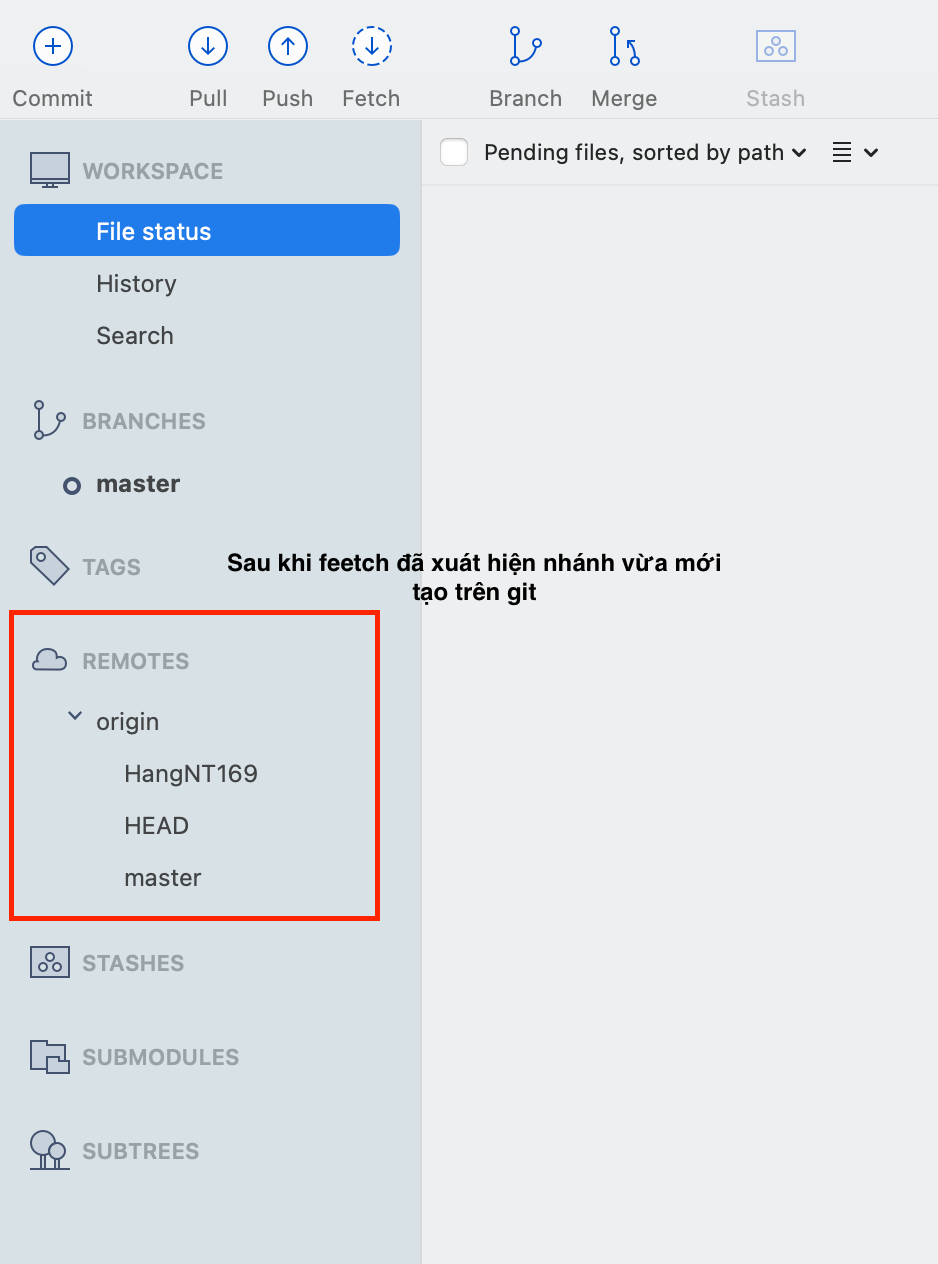 Commit
Pull
Push
Fetch
Branch
Merge
Stash
WORKSPACE
File status
History
Search
Pending files, sorted by path
BRANCHES
master
TAGS
Sau khi feetch đã xuát hiện nhánh vừa mới
tạo trên git
REMOTES
origin
HangNT169
HEAD
master
STASHES
SUBMODULES
SUBTREES